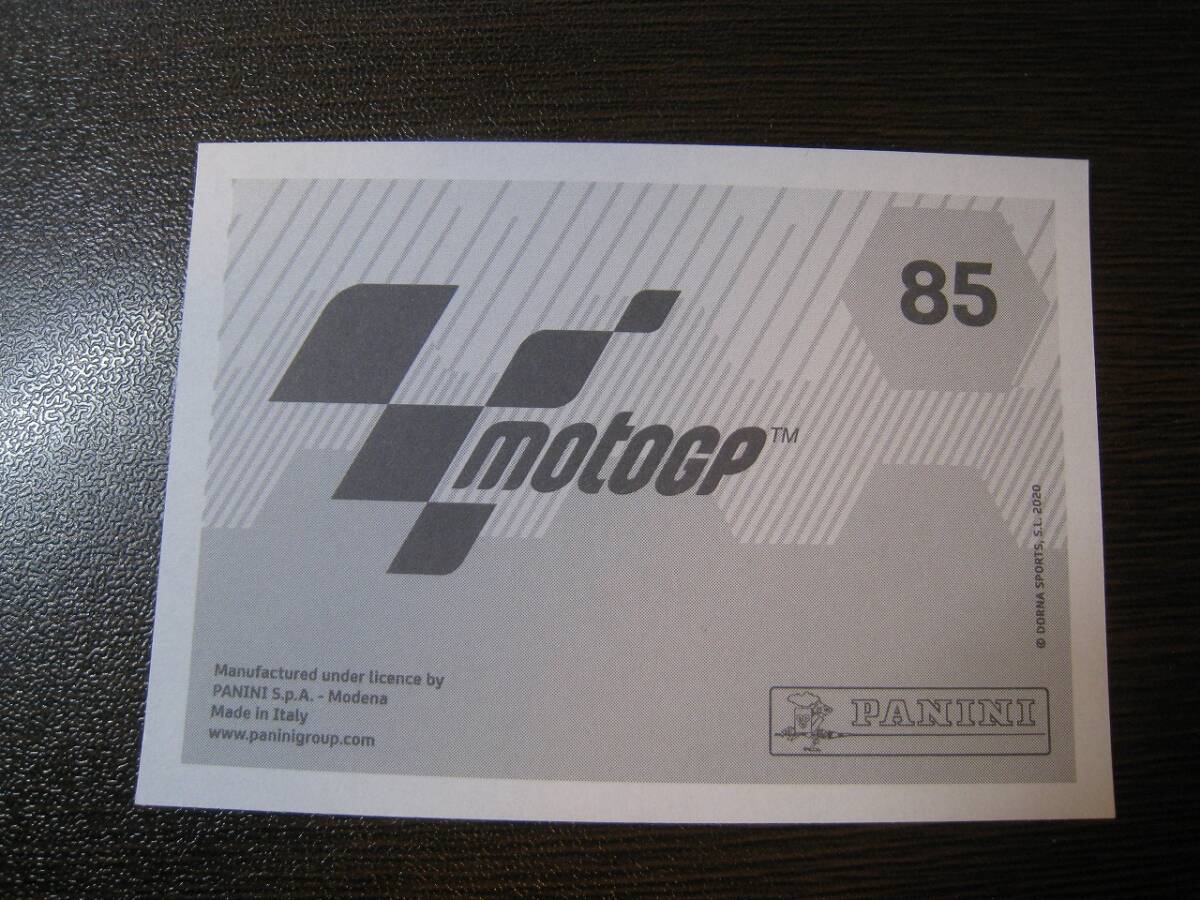 85
motoGP™
© DORNA SPORTS, S.L. 2020
Manufactured under licence by
PANINI S.p.A. - Modena
Made in Italy
www.paninigroup.com
PANINI